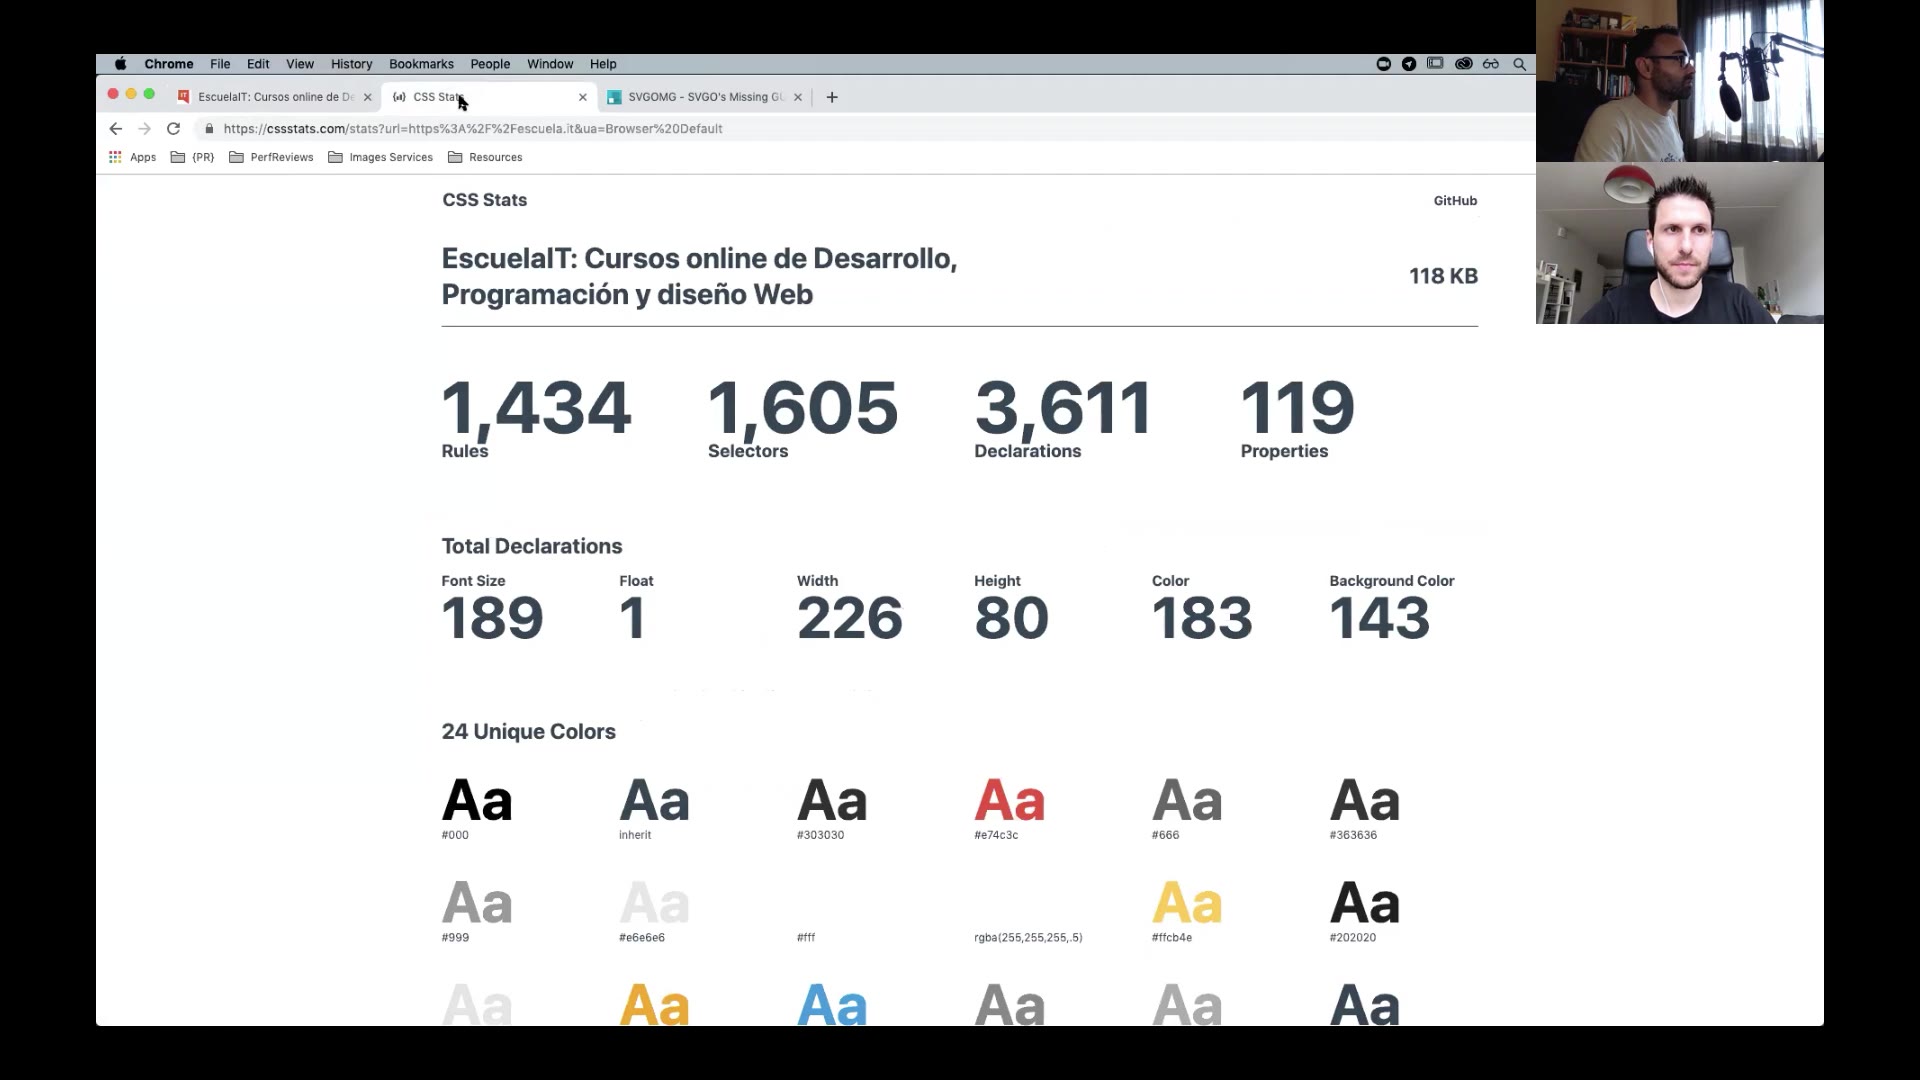 Chrome File Edit View History Bookmarks People Window Help
EscuelaIT: Cursos online de De
CSS Stats
SVGOMG - SVGO's Missing GU
https://cssstats.com/stats?url=https%3A%2F%2Fescuela.it&ua=Browser%20Default
Apps {PR} PerfReviews Images Services Resources
CSS Stats
GitHub
EscuelaIT: Cursos online de Desarrollo,
Programación y diseño Web
118 KB
1,434 1,605 3,611 119
Rules Selectors Declarations Properties
Total Declarations
Font Size Float Width Height Color Background Color
189 1 226 80 183 143
24 Unique Colors
Aa Aa Aa Aa Aa Aa
#000 inherit #303030 #e74c3c #666 #363636
Aa Aa Aa Aa
#999 #e6e6e6 #fff rgba(255,255,255,.5) #ffcb4e #202020
Aa Aa Aa Aa Aa Aa